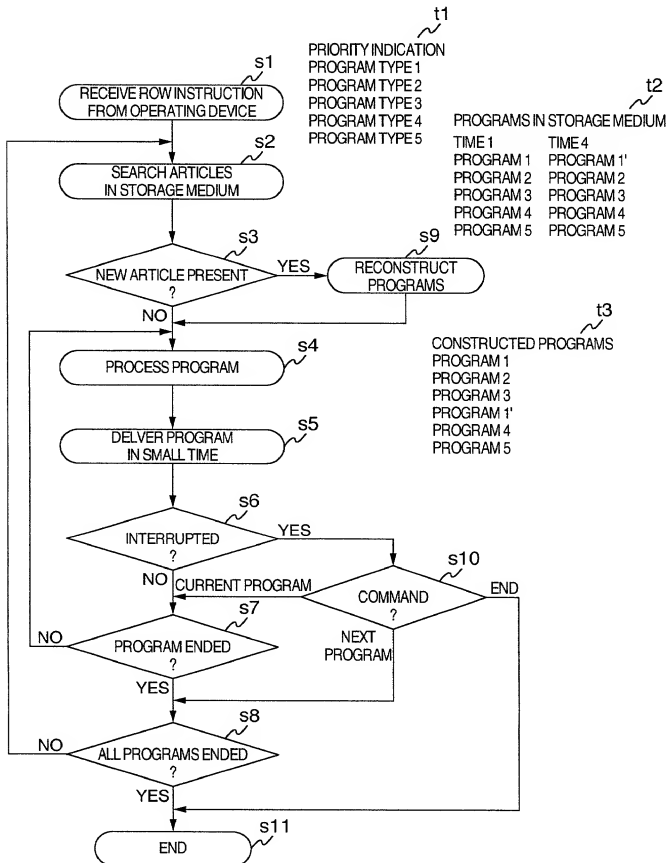 t1
PRIORITY INDICATION
PROGRAM TYPE 1
PROGRAM TYPE 2
PROGRAM TYPE 3
PROGRAM TYPE 4
PROGRAM TYPE 5
s1
RECEIVE ROW INSTRUCTION
FROM OPERATING DEVICE
t2
PROGRAMS IN STORAGE MEDIUM
TIME 1 TIME 4
PROGRAM 1 PROGRAM 1'
PROGRAM 2 PROGRAM 2
PROGRAM 3 PROGRAM 3
PROGRAM 4 PROGRAM 4
PROGRAM 5 PROGRAM 5
s2
SEARCH ARTICLES
IN STORAGE MEDIUM
s3
NEW ARTICLE PRESENT
?
YES
NO
s9
RECONSTRUCT
PROGRAMS
t3
CONSTRUCTED PROGRAMS
PROGRAM 1
PROGRAM 2
PROGRAM 3
PROGRAM 1'
PROGRAM 4
PROGRAM 5
s4
PROCESS PROGRAM
s5
DELVER PROGRAM
IN SMALL TIME
s6
INTERRUPTED
?
YES
NO
s10
COMMAND
?
CURRENT PROGRAM
END
NEXT
PROGRAM
s7
PROGRAM ENDED
?
NO
YES
s8
ALL PROGRAMS ENDED
?
NO
YES
s11
END